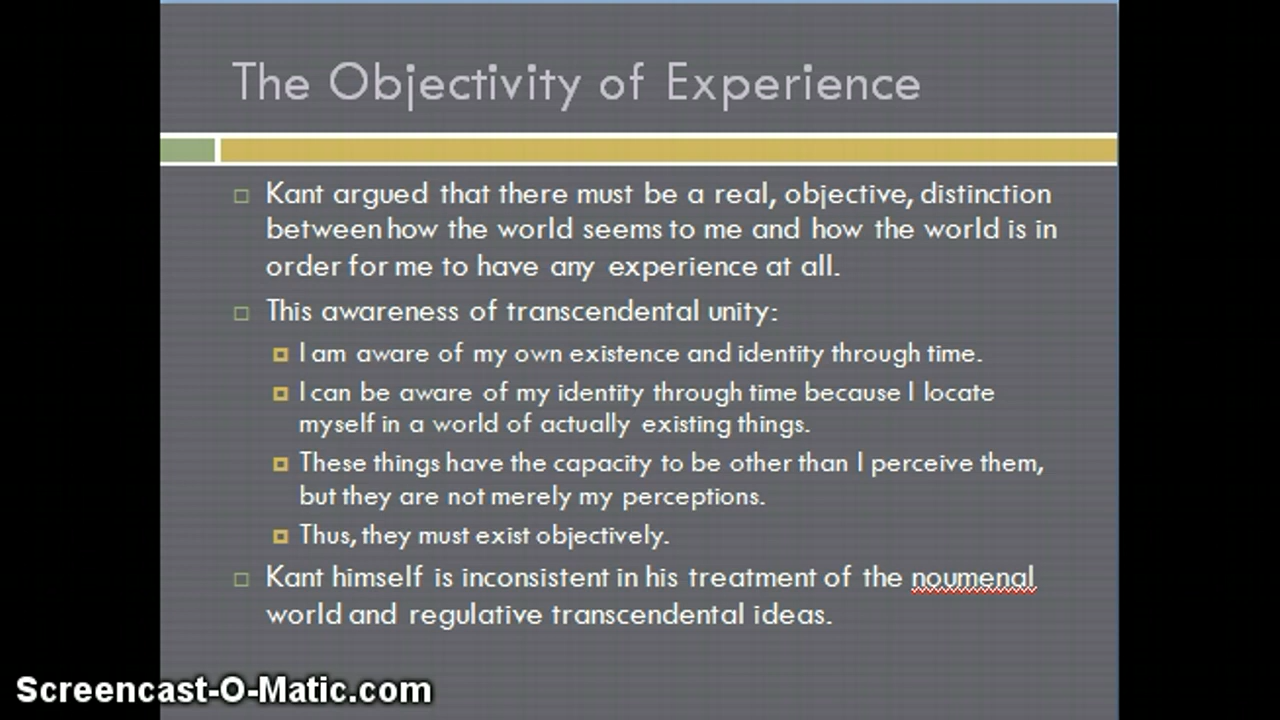 The Objectivity of Experience
Kant argued that there must be a real, objective, distinction
between how the world seems to me and how the world is in
order for me to have any experience at all.
This awareness of transcendental unity:
I am aware of my own existence and identity through time.
I can be aware of my identity through time because I locate
myself in a world of actually existing things.
These things have the capacity to be other than I perceive them,
but they are not merely my perceptions.
Thus, they must exist objectively.
Kant himself is inconsistent in his treatment of the noumenal
world and regulative transcendental ideas.
Screencast-O-Matic.com